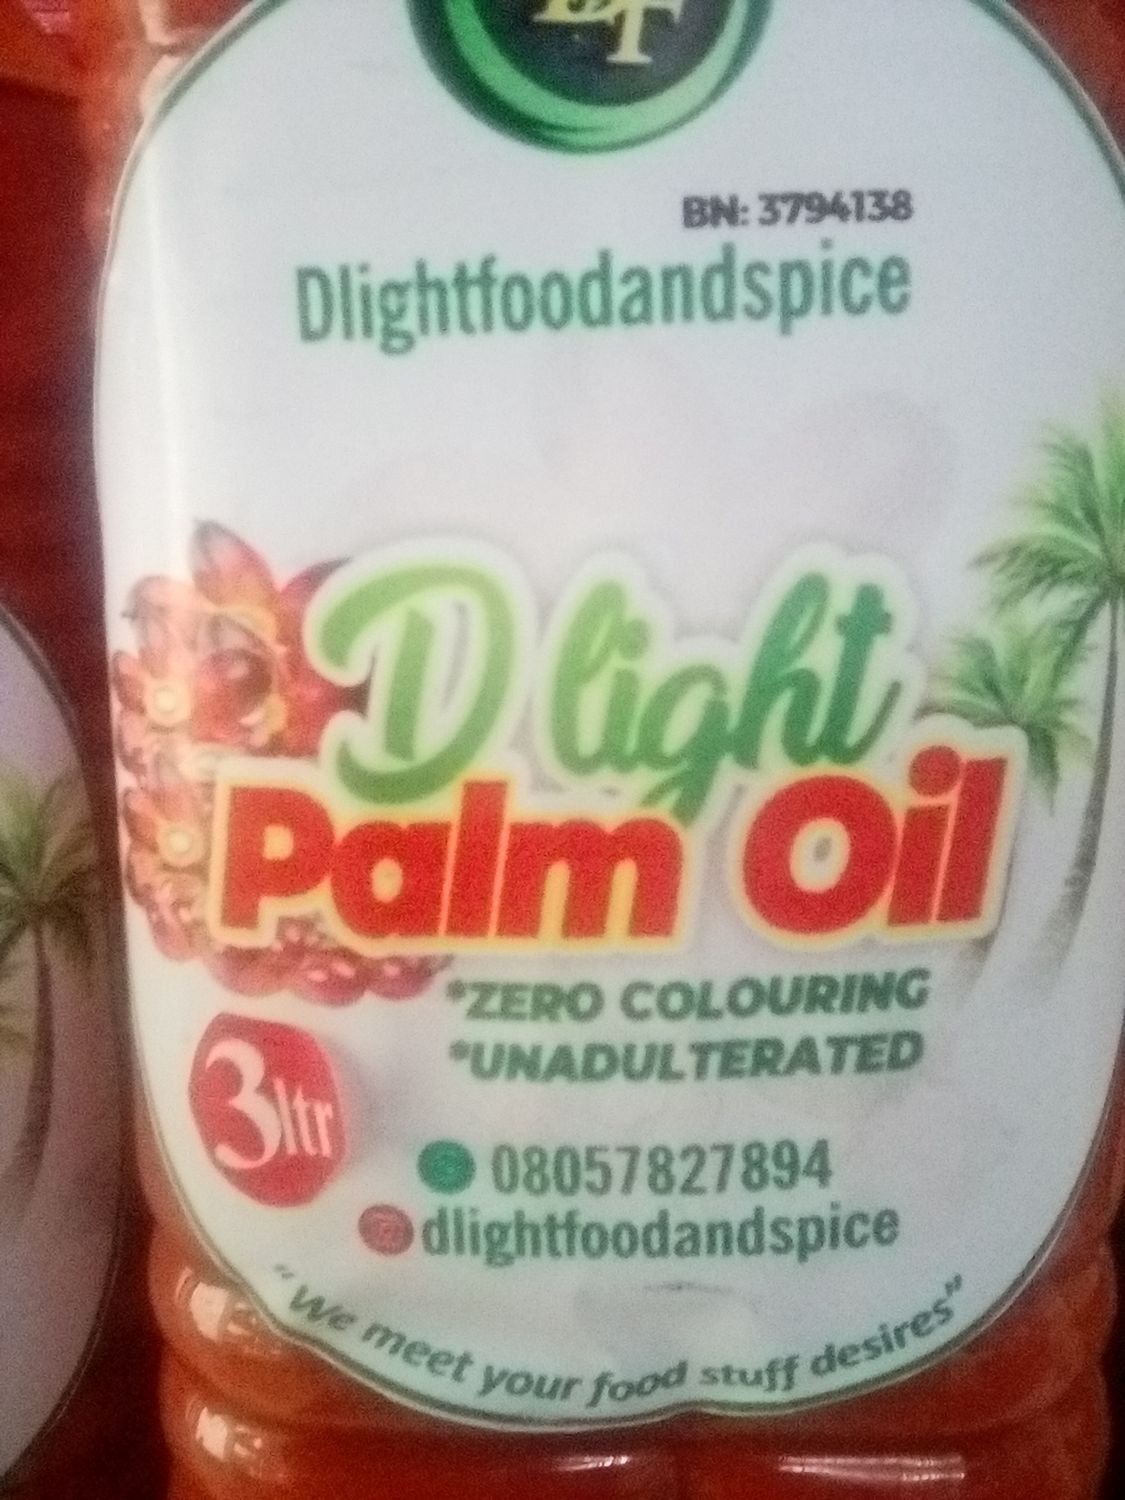 BN: 3794138
Dlightfoodandspice
D light
Palm Oil
*ZERO COLOURING
*UNADULTERATED
3ltr
08057827894
dlightfoodandspice
"We meet your food stuff desires"